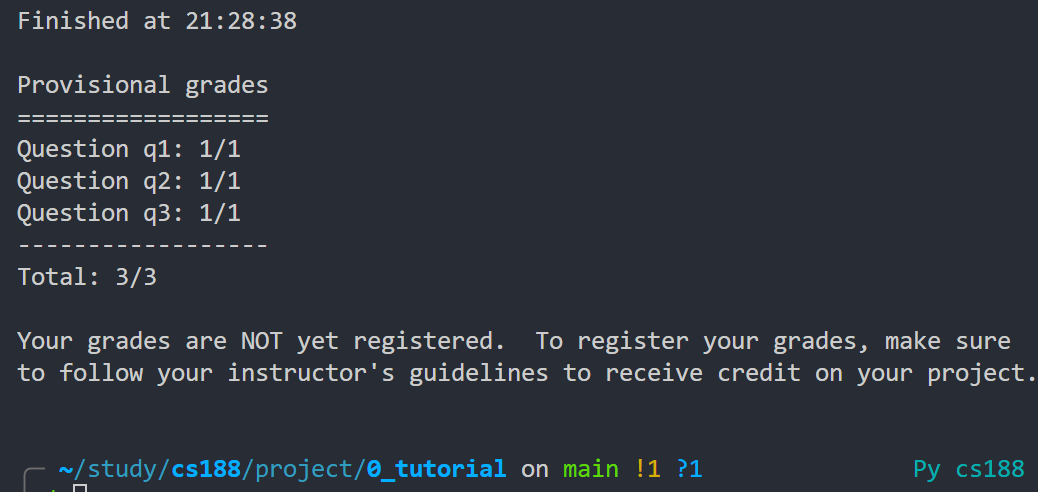 Finished at 21:28:38
Provisional grades
==================
Question q1: 1/1
Question q2: 1/1
Question q3: 1/1
------------------
Total: 3/3
Your grades are NOT yet registered.  To register your grades, make sure
to follow your instructor's guidelines to receive credit on your project.
~/study/cs188/project/0_tutorial on main !1 ?1 Py cs188